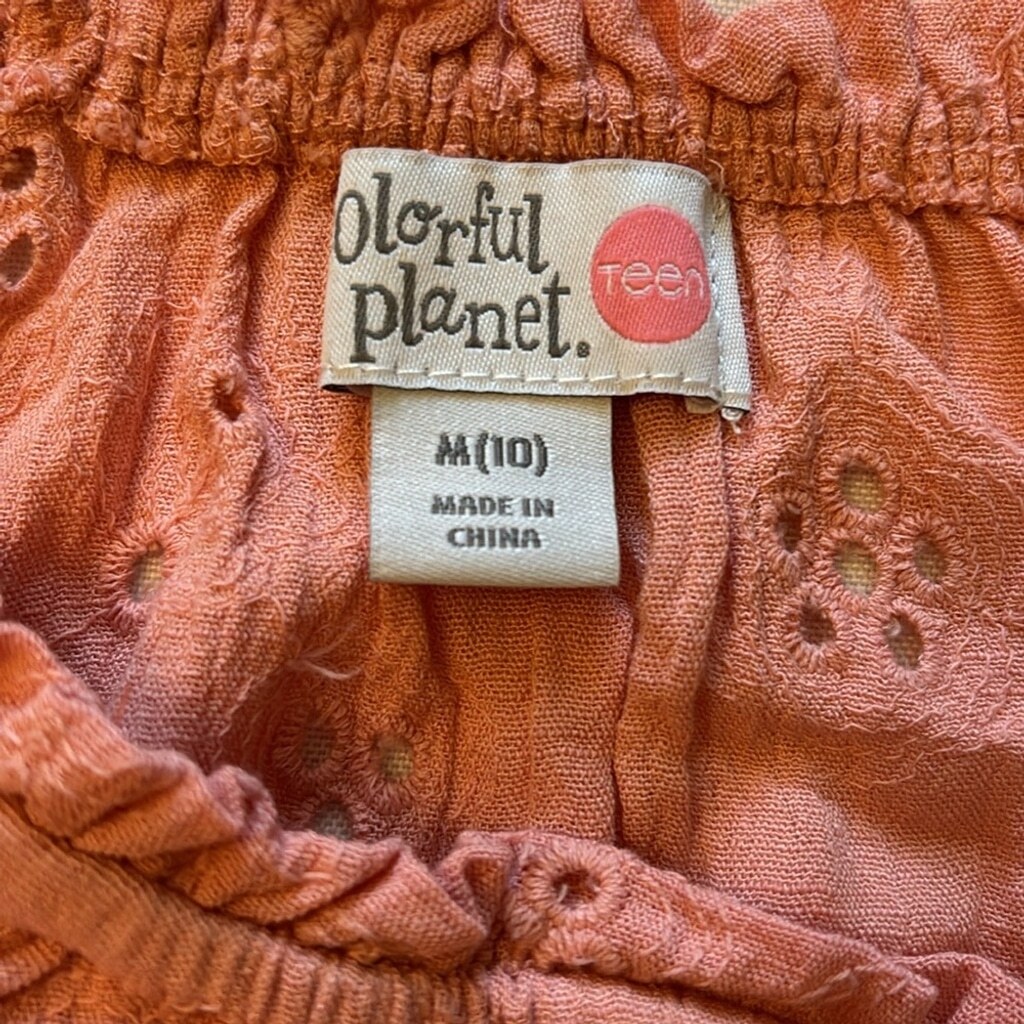 olorful
planet.®
Teen
M(10)
MADE IN
CHINA